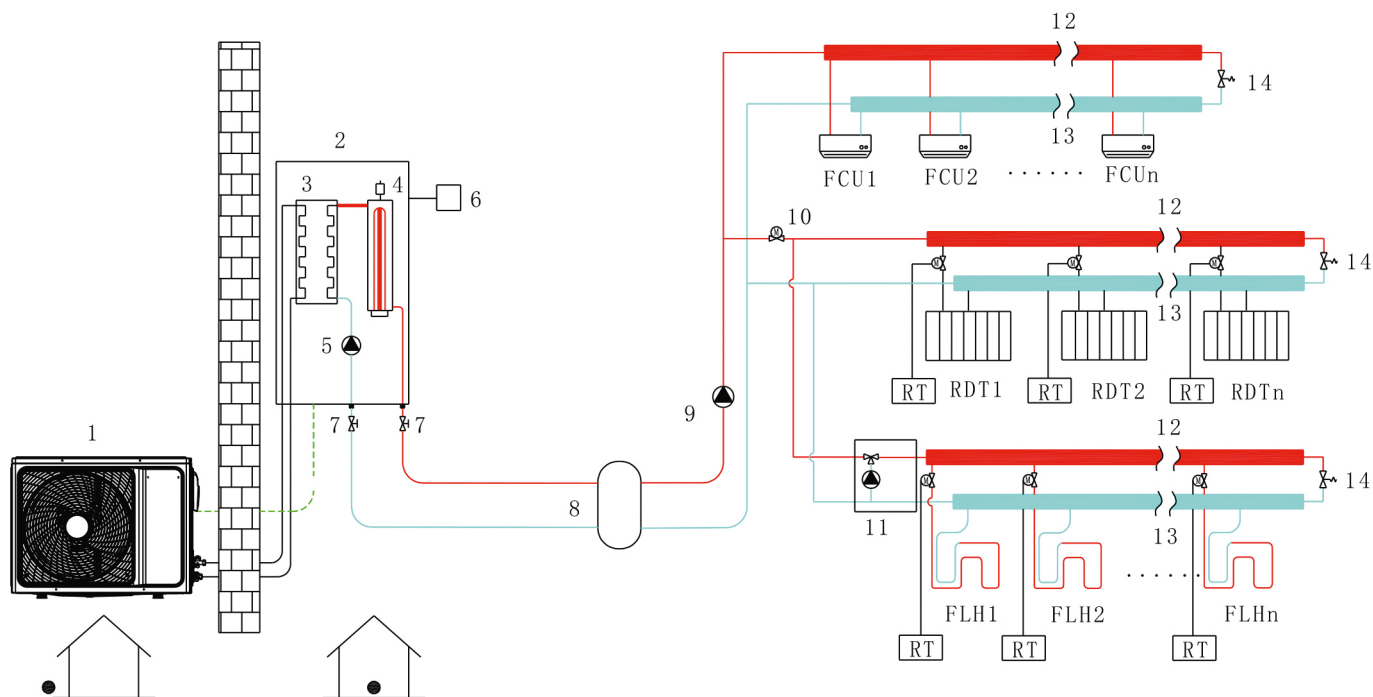 12
14
13
FCU1 FCU2 ...... FCUn
2
3 4
6
10
12
M
14
M M M
13
5
RT RDT1 RT RDT2 RT RDTn
9
7 7
1
12
M M M
14
8
11
13
......
FLH1 FLH2 FLHn
RT RT RT